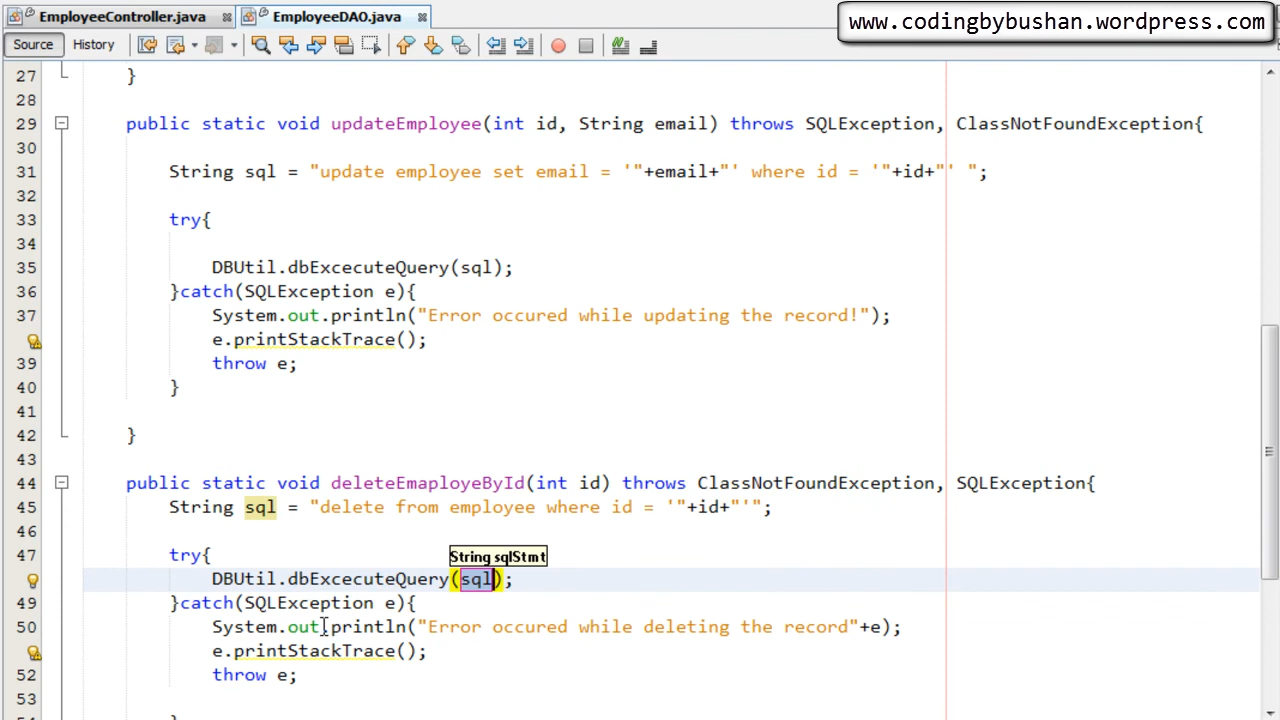 EmployeeController.java
EmployeeDAO.java
www.codingbybushan.wordpress.com
Source
History
27 }
28
29 public static void updateEmployee(int id, String email) throws SQLException, ClassNotFoundException{
30
31 String sql = "update employee set email = '"+email+"' where id = '"+id+"' ";
32
33 try{
34
35 DBUtil.dbExcecuteQuery(sql);
36 }catch(SQLException e){
37 System.out.println("Error occured while updating the record!");
e.printStackTrace();
39 throw e;
40 }
41
42 }
43
44 public static void deleteEmaployeById(int id) throws ClassNotFoundException, SQLException{
45 String sql = "delete from employee where id = '"+id+"'";
46
47 try{
String sqlStmt
DBUtil.dbExcecuteQuery(sql);
49 }catch(SQLException e){
50 System.out.println("Error occured while deleting the record"+e);
e.printStackTrace();
52 throw e;
53
}